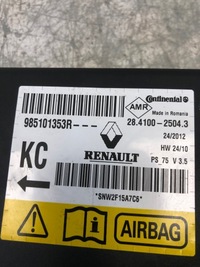 Continental
AMR
Made in Romania
985101353R---
28.4100-2504.3
24/2012
HW 24/10
KC
RENAULT
PS 75 V 3.5
*SNW2F15A7C6*
i
AIRBAG